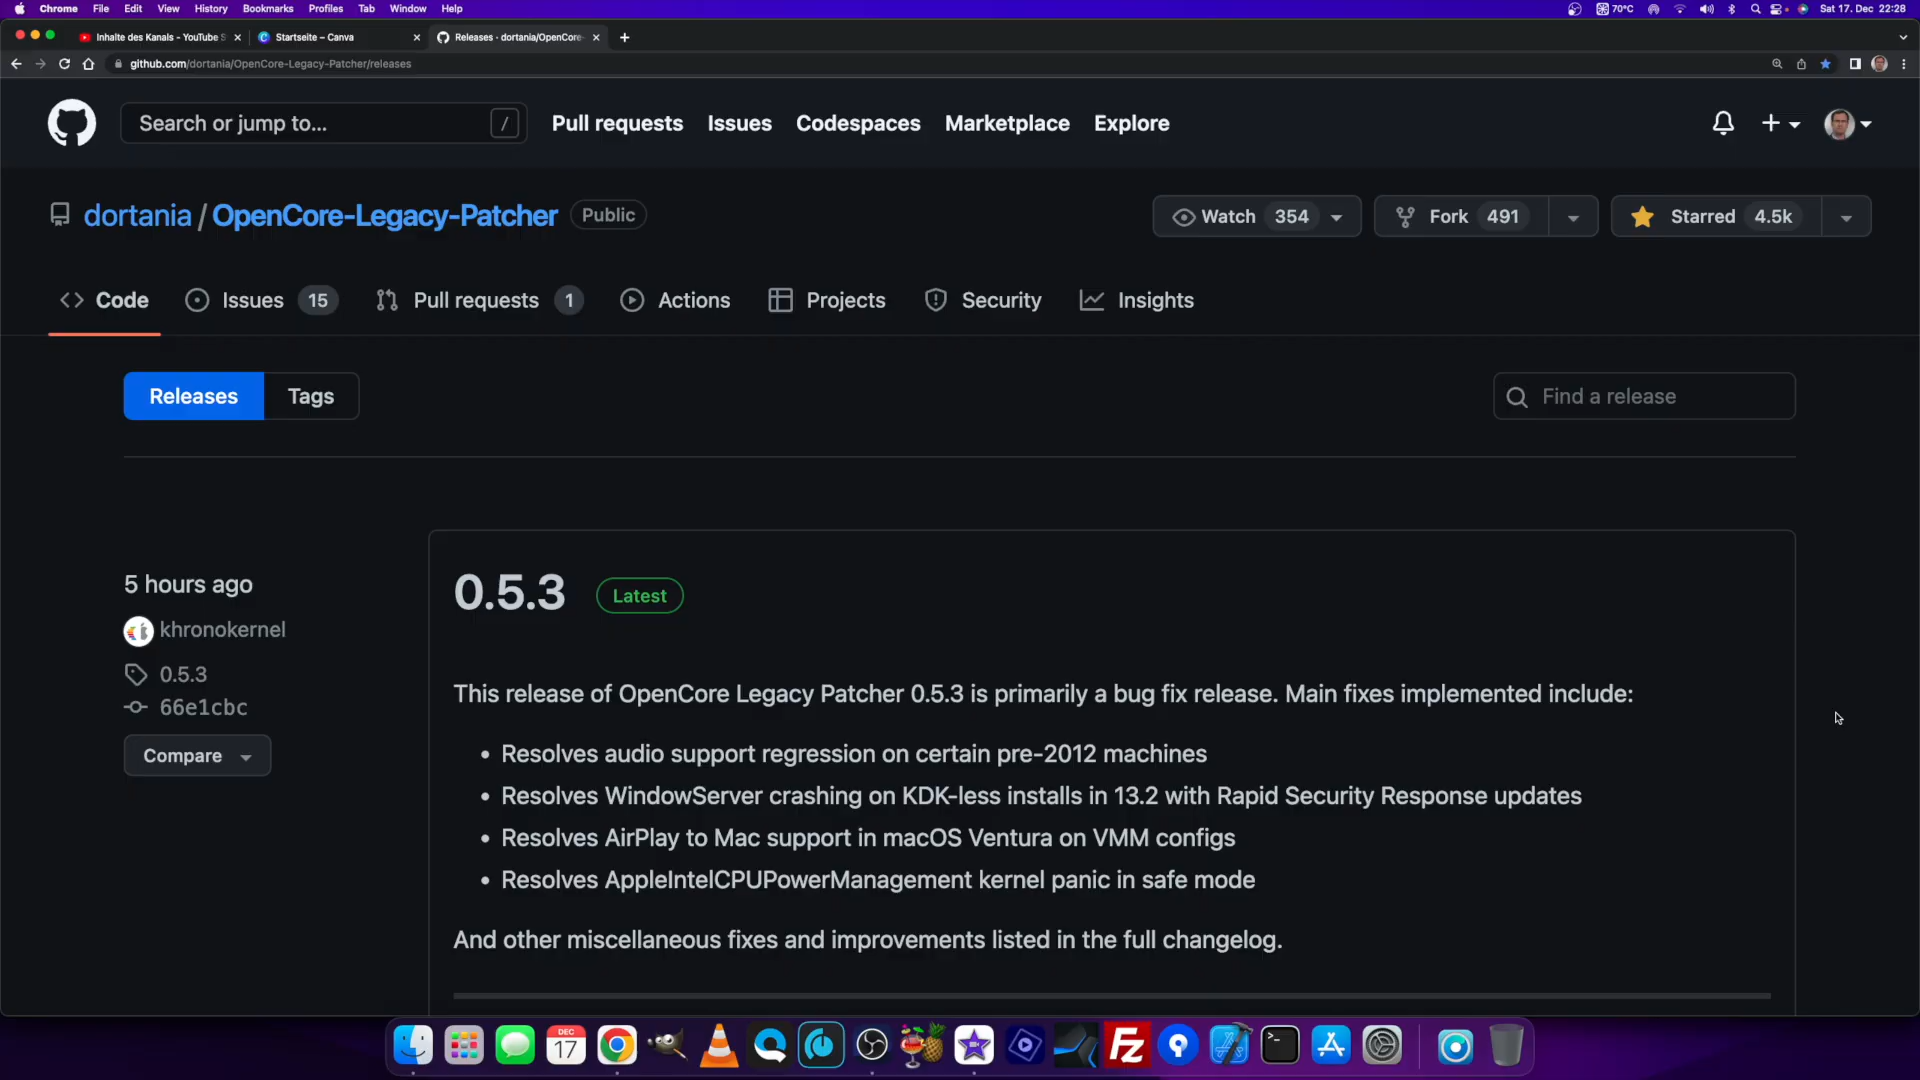 Chrome File Edit View History Bookmarks Profiles Tab Window Help 70°C Sat 17. Dec 22:28
Inhalte des Kanals - YouTube S Startseite – Canva Releases · dortania/OpenCore-
github.com/dortania/OpenCore-Legacy-Patcher/releases
Search or jump to... / Pull requests Issues Codespaces Marketplace Explore
dortania / OpenCore-Legacy-Patcher Public Watch 354 Fork 491 Starred 4.5k
Code Issues 15 Pull requests 1 Actions Projects Security Insights
Releases Tags Find a release
5 hours ago
khronokernel
0.5.3
66e1cbc
Compare
0.5.3 Latest
This release of OpenCore Legacy Patcher 0.5.3 is primarily a bug fix release. Main fixes implemented include:
• Resolves audio support regression on certain pre-2012 machines
• Resolves WindowServer crashing on KDK-less installs in 13.2 with Rapid Security Response updates
• Resolves AirPlay to Mac support in macOS Ventura on VMM configs
• Resolves AppleIntelCPUPowerManagement kernel panic in safe mode
And other miscellaneous fixes and improvements listed in the full changelog.
DEC
17
FZ